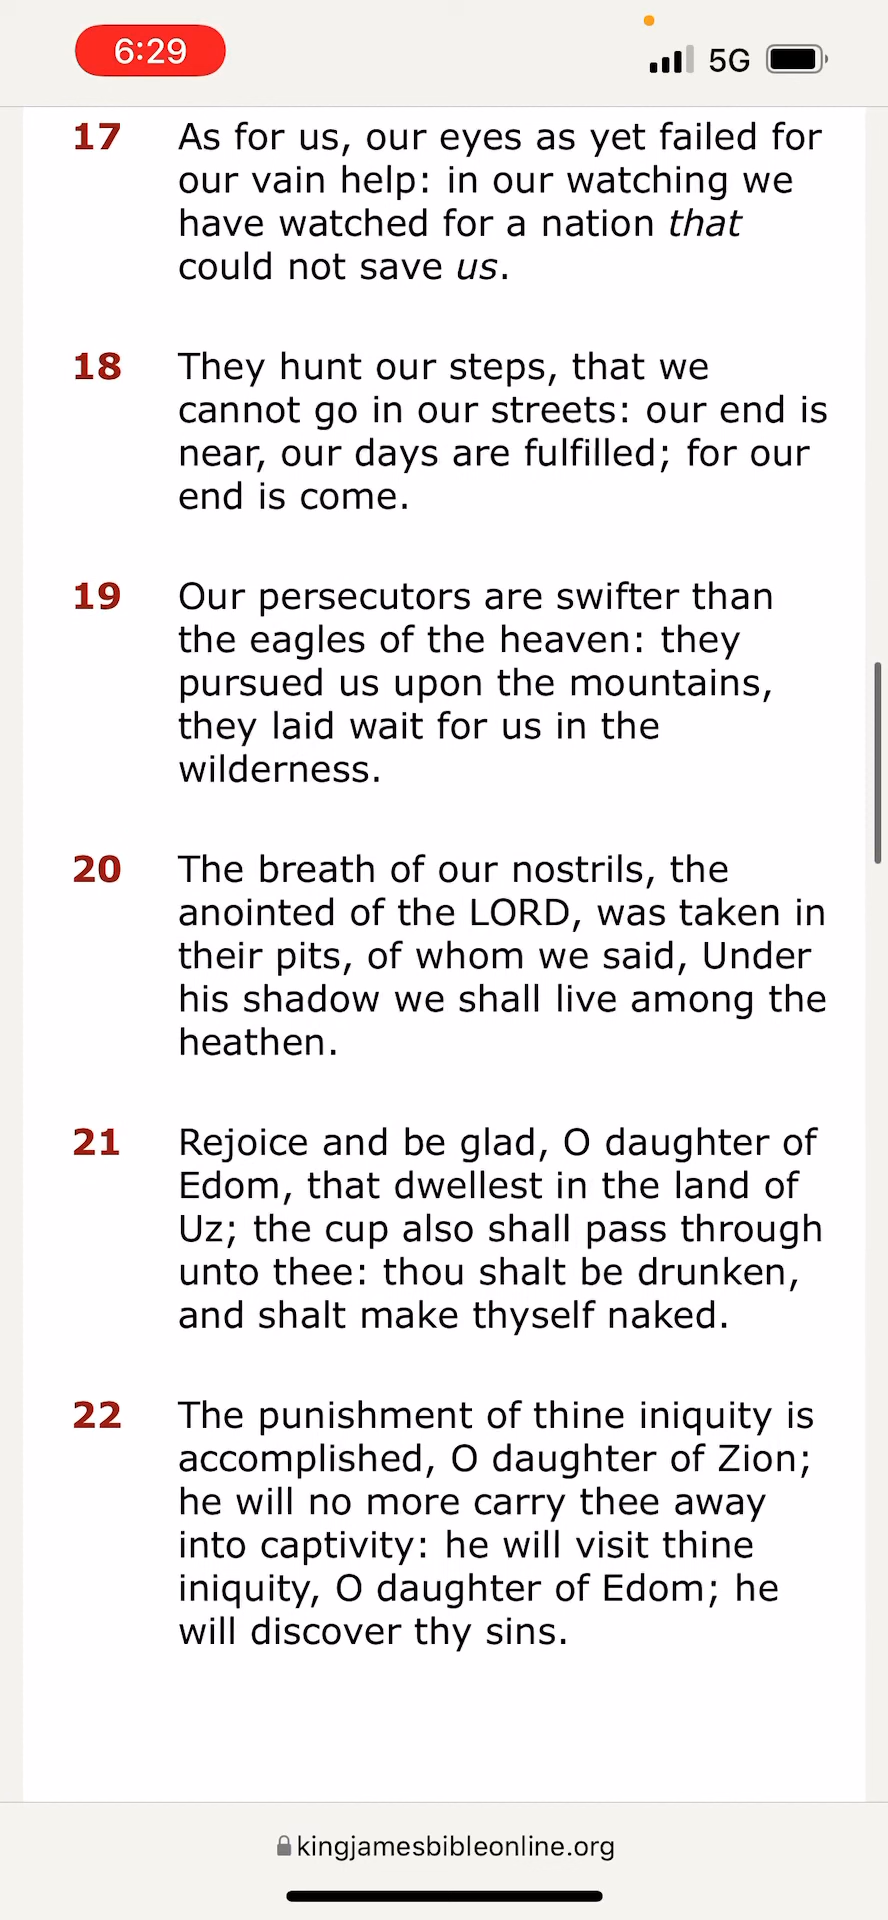 6:29
5G
17 As for us, our eyes as yet failed for
our vain help: in our watching we
have watched for a nation that
could not save us.
18 They hunt our steps, that we
cannot go in our streets: our end is
near, our days are fulfilled; for our
end is come.
19 Our persecutors are swifter than
the eagles of the heaven: they
pursued us upon the mountains,
they laid wait for us in the
wilderness.
20 The breath of our nostrils, the
anointed of the LORD, was taken in
their pits, of whom we said, Under
his shadow we shall live among the
heathen.
21 Rejoice and be glad, O daughter of
Edom, that dwellest in the land of
Uz; the cup also shall pass through
unto thee: thou shalt be drunken,
and shalt make thyself naked.
22 The punishment of thine iniquity is
accomplished, O daughter of Zion;
he will no more carry thee away
into captivity: he will visit thine
iniquity, O daughter of Edom; he
will discover thy sins.
kingjamesbibleonline.org